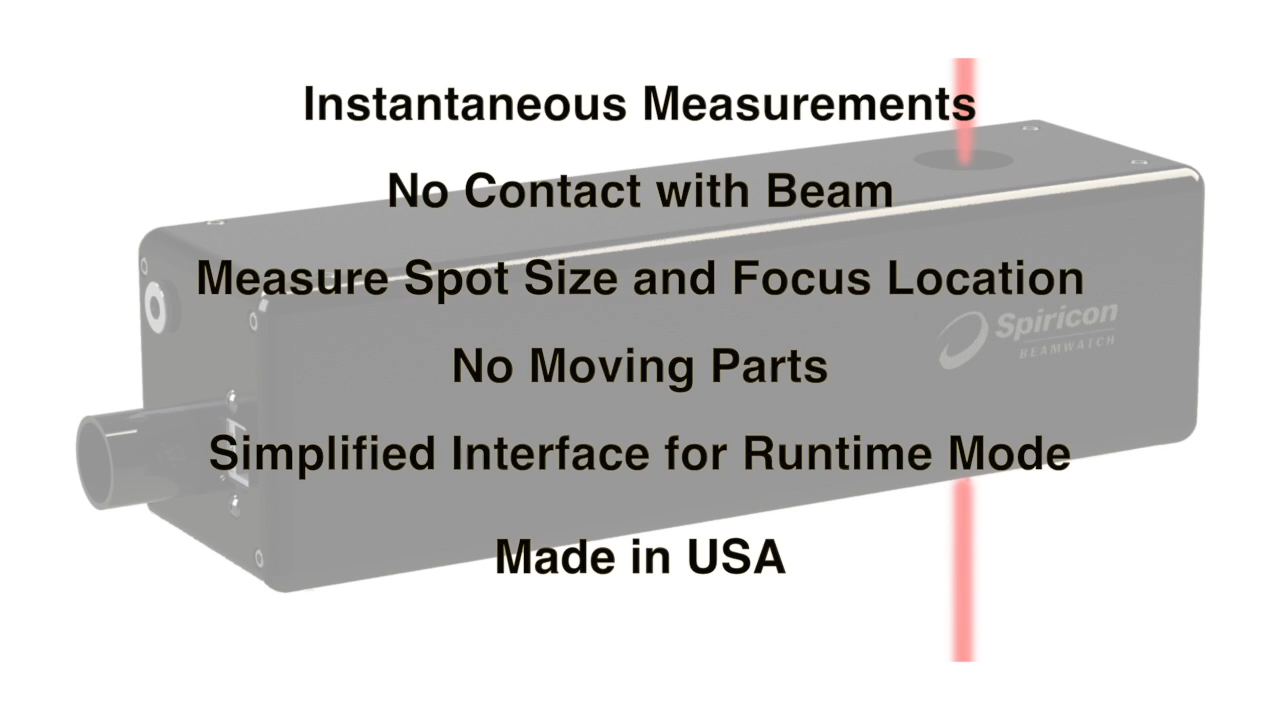 Instantaneous Measurements
No Contact with Beam
Measure Spot Size and Focus Location
Spiricon
BEAMWATCH
No Moving Parts
Simplified Interface for Runtime Mode
Made in USA